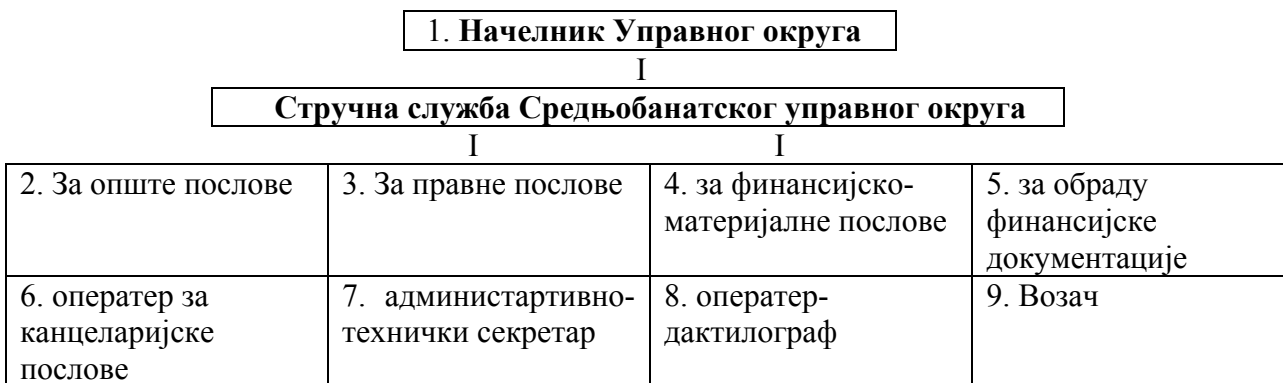 1. Начелник Управног округа
I
Стручна служба Средњобанатског управног округа
I I
2. За опште послове
3. За правне послове
4. за финансијско-
материјалне послове
5. за обраду
финансијске
документације
6. оператер за
канцеларијске
послове
7. администартивно-
технички секретар
8. оператер-
дактилограф
9. Возач